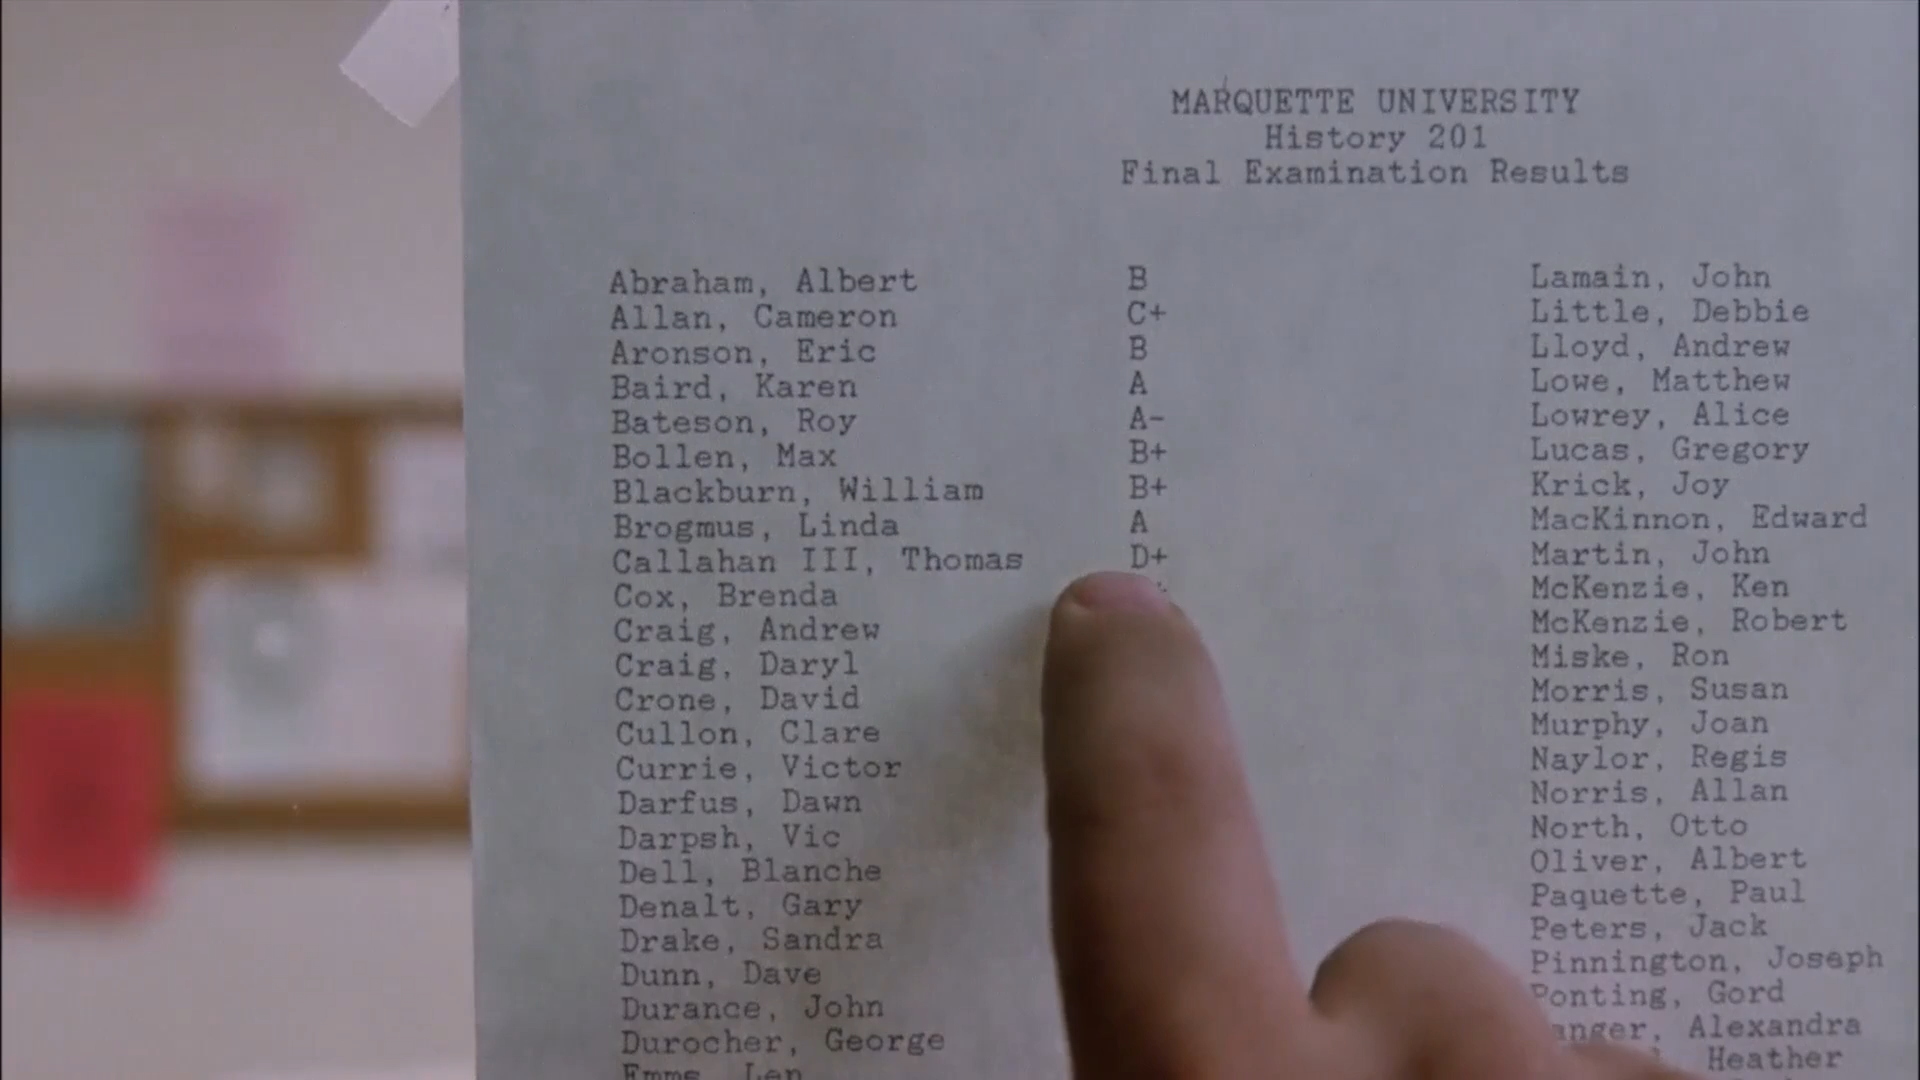 MARQUETTE UNIVERSITY
History 201
Final Examination Results
Abraham, Albert B
Allan, Cameron C+
Aronson, Eric B
Baird, Karen A
Bateson, Roy A-
Bollen, Max B+
Blackburn, William B+
Brogmus, Linda A
Callahan III, Thomas D+
Cox, Brenda
Craig, Andrew
Craig, Daryl
Crone, David
Cullon, Clare
Currie, Victor
Darfus, Dawn
Darpsh, Vic
Dell, Blanche
Denalt, Gary
Drake, Sandra
Dunn, Dave
Durance, John
Durocher, George
Lamain, John
Little, Debbie
Lloyd, Andrew
Lowe, Matthew
Lowrey, Alice
Lucas, Gregory
Krick, Joy
MacKinnon, Edward
Martin, John
McKenzie, Ken
McKenzie, Robert
Miske, Ron
Morris, Susan
Murphy, Joan
Naylor, Regis
Norris, Allan
North, Otto
Oliver, Albert
Paquette, Paul
Peters, Jack
Pinnington, Joseph
Ponting, Gord
Alexandra
Heather